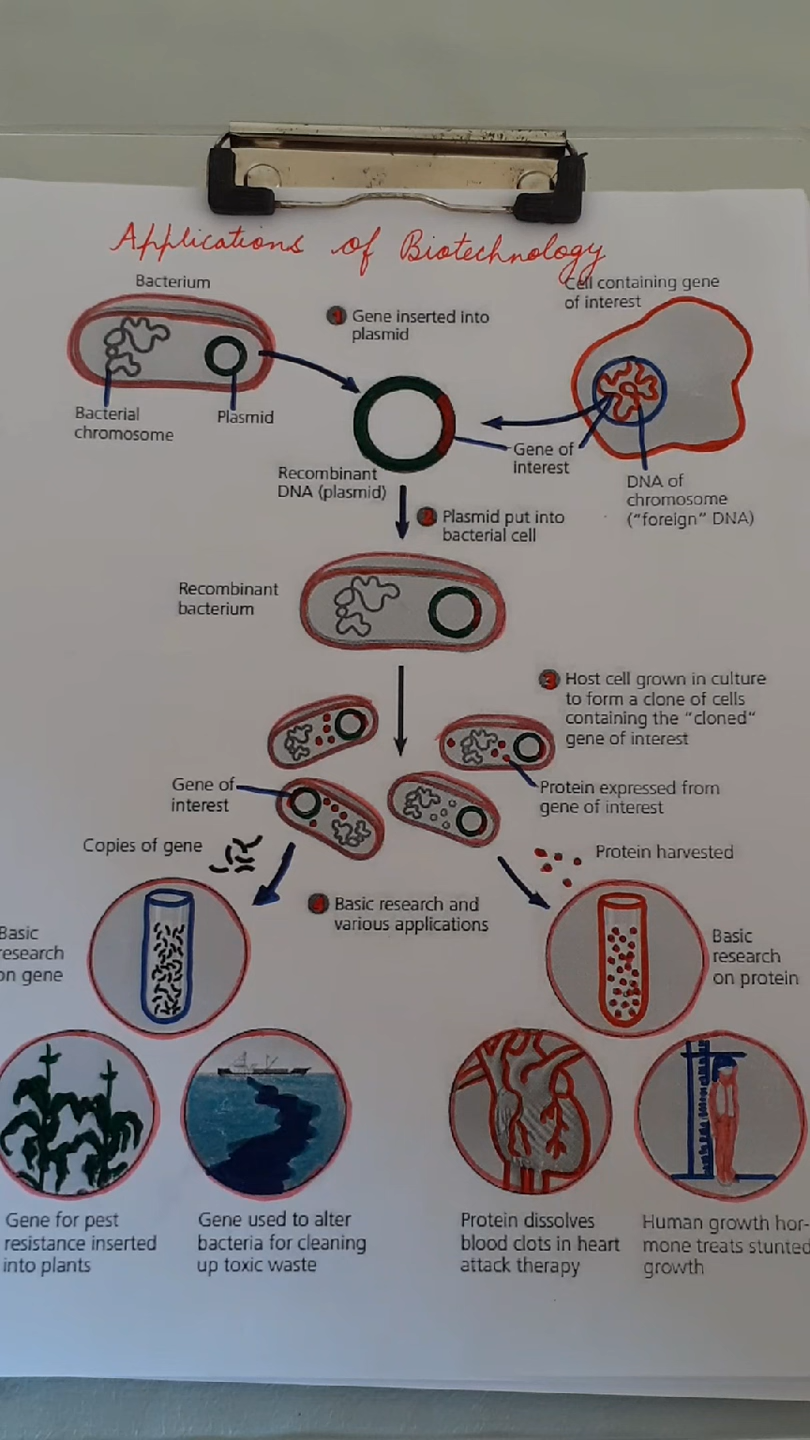 Applications of Biotechnology
Bacterium
1 Gene inserted into
plasmid
Cell containing gene
of interest
Bacterial
chromosome
Plasmid
Gene of
interest
Recombinant
DNA (plasmid)
DNA of
chromosome
("foreign" DNA)
2 Plasmid put into
bacterial cell
Recombinant
bacterium
3 Host cell grown in culture
to form a clone of cells
containing the "cloned"
gene of interest
Gene of
interest
Protein expressed from
gene of interest
Copies of gene
Protein harvested
4 Basic research and
various applications
Basic
research
on gene
Basic
research
on protein
Gene for pest
resistance inserted
into plants
Gene used to alter
bacteria for cleaning
up toxic waste
Protein dissolves
blood clots in heart
attack therapy
Human growth hor-
mone treats stunted
growth